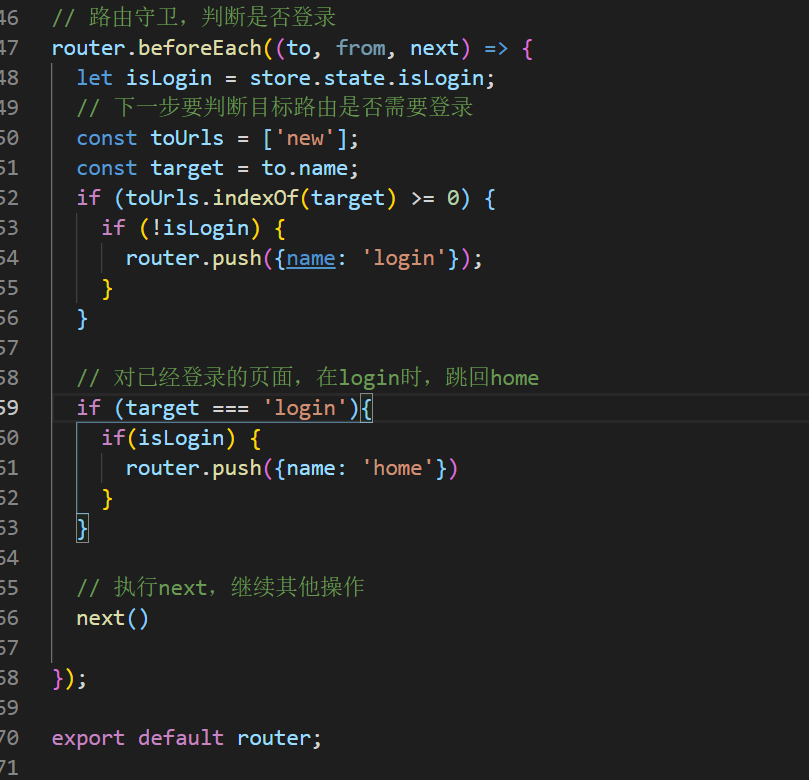 46 // 路由守卫，判断是否登录
47 router.beforeEach((to, from, next) => {
48   let isLogin = store.state.isLogin;
49   // 下一步要判断目标路由是否需要登录
50   const toUrls = ['new'];
51   const target = to.name;
52   if (toUrls.indexOf(target) >= 0) {
53     if (!isLogin) {
54       router.push({name: 'login'});
55     }
56   }
57
58   // 对已经登录的页面，在login时，跳回home
59   if (target === 'login'){
60     if(isLogin) {
61       router.push({name: 'home'})
62     }
63   }
64
65   // 执行next，继续其他操作
66   next()
67
68 });
69
70 export default router;
71